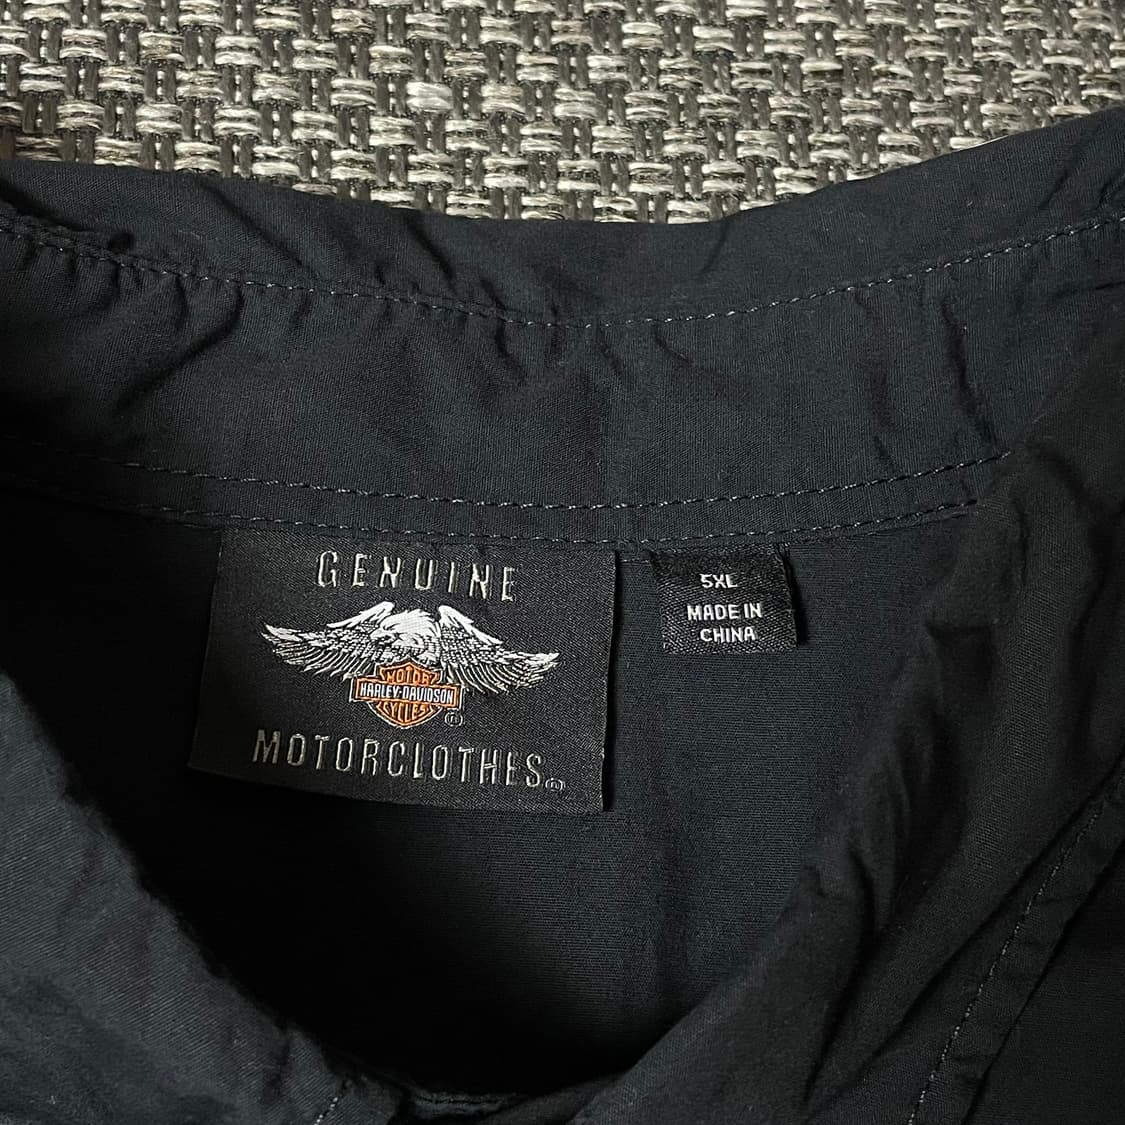 GENUINE
MOTOR
HARLEY-DAVIDSON
CYCLES
®
MOTORCLOTHES®
5XL
MADE IN
CHINA